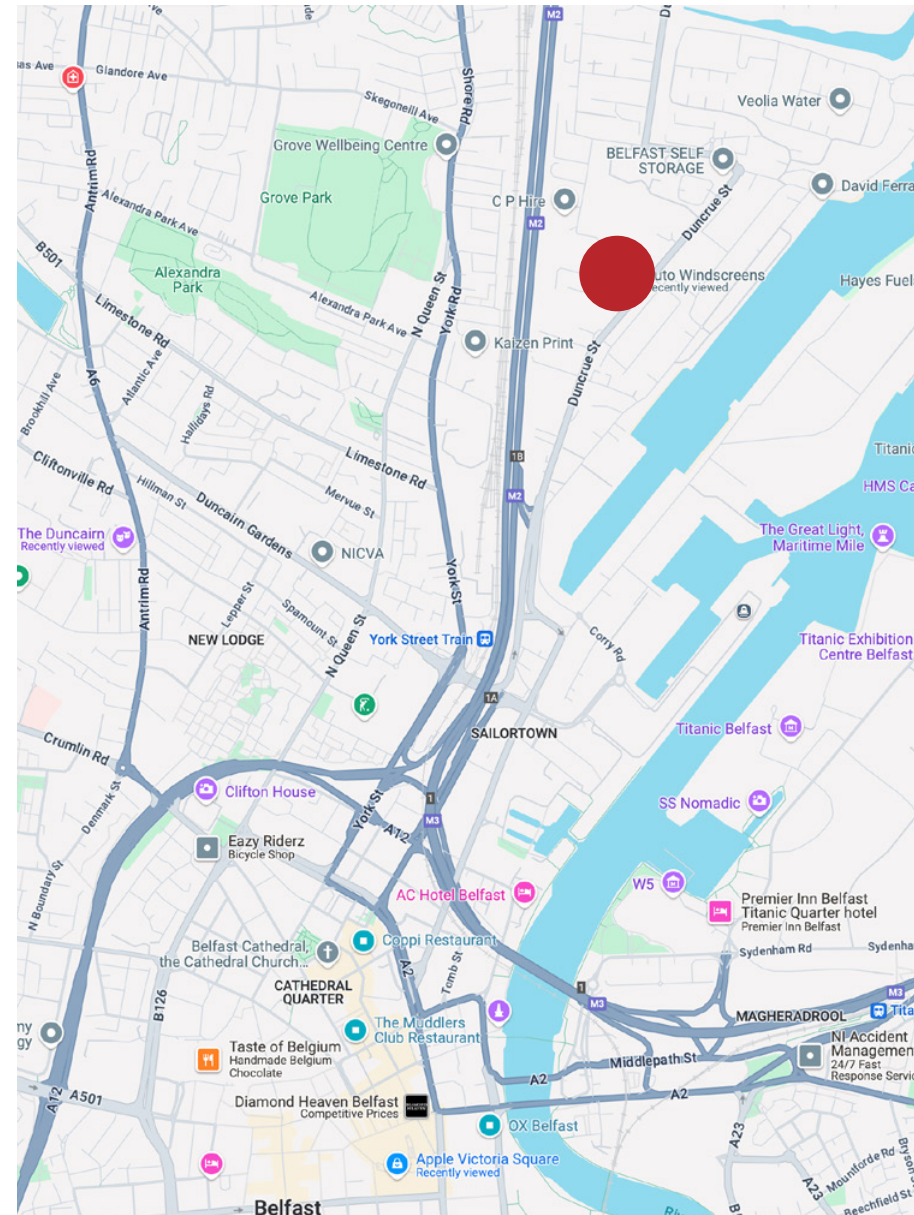 M2
Glandore Ave
Skegoneill Ave
Shore Rd
Veolia Water
Grove Wellbeing Centre
BELFAST SELF
STORAGE
David Ferra
Antrim Rd
Grove Park
C P Hire
M2
Duncrue St
Alexandra Park Ave
B501
Alexandra
Park
N Queen St
York Rd
uto Windscreens
ecently viewed
Hayes Fuel
Limestone Rd
Alexandra Park Ave
Kaizen Print
Duncrue St
A6
Atlantic Ave
Brookhill Ave
Hallidays Rd
Titanic
1B
Limestone Rd
Cliftonville Rd
Hillman St
Mervue St
M2
HMS Ca
Duncairn Gardens
The Duncairn
Recently viewed
The Great Light,
Maritime Mile
NICVA
York St
Antrim Rd
Lepper St
Spamount St
N Queen St
NEW LODGE
York Street Train
Corry Rd
Titanic Exhibition
Centre Belfast
1A
SAILORTOWN
Titanic Belfast
Crumlin Rd
Clifton House
Denmark St
1
SS Nomadic
York St
M3
A12
Eazy Riderz
Bicycle Shop
W5
AC Hotel Belfast
Premier Inn Belfast
Titanic Quarter hotel
Premier Inn Belfast
N Boundary St
Coppi Restaurant
Belfast Cathedral,
the Cathedral Church...
A2
Tomb St
Sydenham Rd
Sydenha
CATHEDRAL
QUARTER
1
M3
M3
B126
MAGHERADROOL
Tita
ny
gy
The Muddlers
Club Restaurant
NI Accident
Management
24/7 Fast
Response Servic
Taste of Belgium
Handmade Belgium
Chocolate
Middlepath St
A2
A12
A501
A2
Diamond Heaven Belfast
Competitive Prices
OX Belfast
A23
Apple Victoria Square
Recently viewed
Mountforde Rd
Bryson
A23
Beechfield St
Belfast